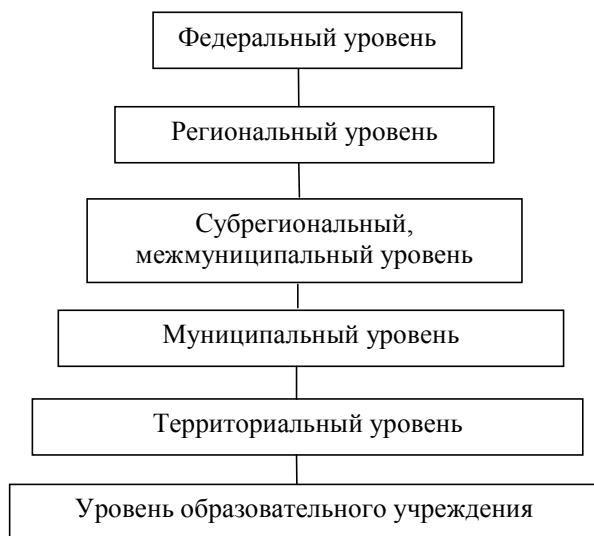 Федеральный уровень
Региональный уровень
Субрегиональный,
межмуниципальный уровень
Муниципальный уровень
Территориальный уровень
Уровень образовательного учреждения